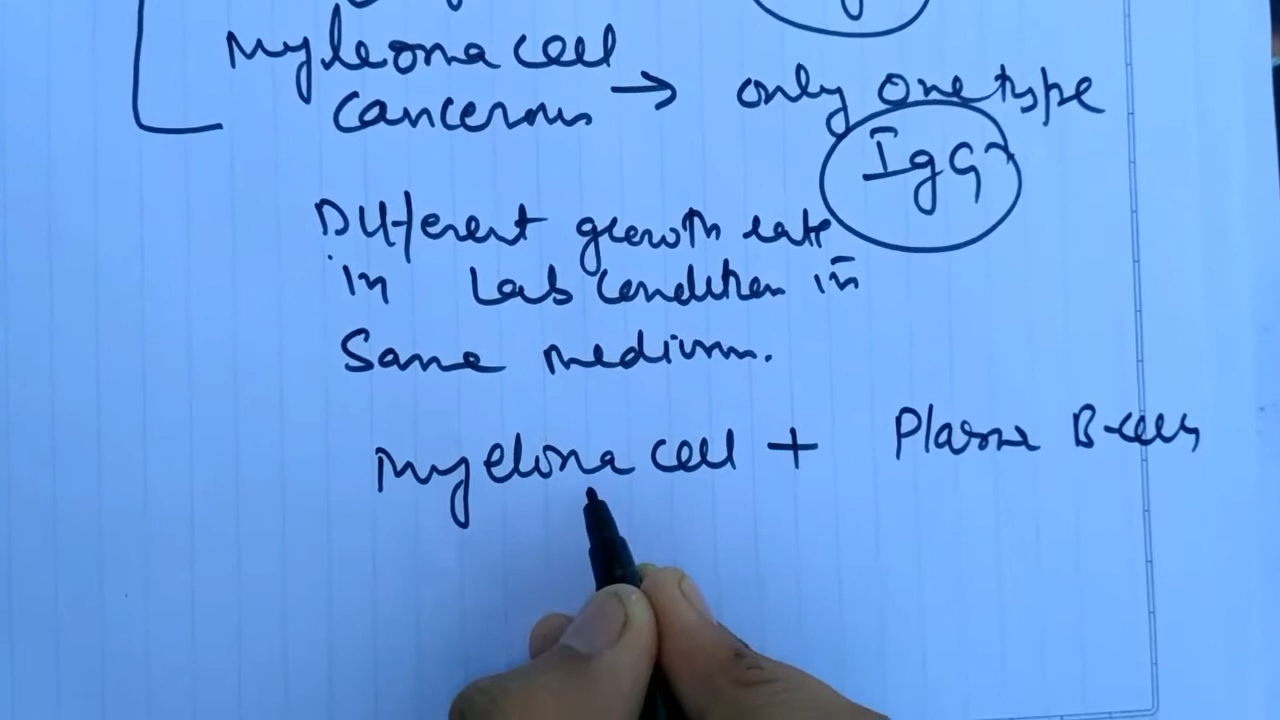 Myleoma cell
cancerous → only one type
IgG
Different growth rate
in Lab condition in
Same medium.
Myeloma cell + Plasma B-cells